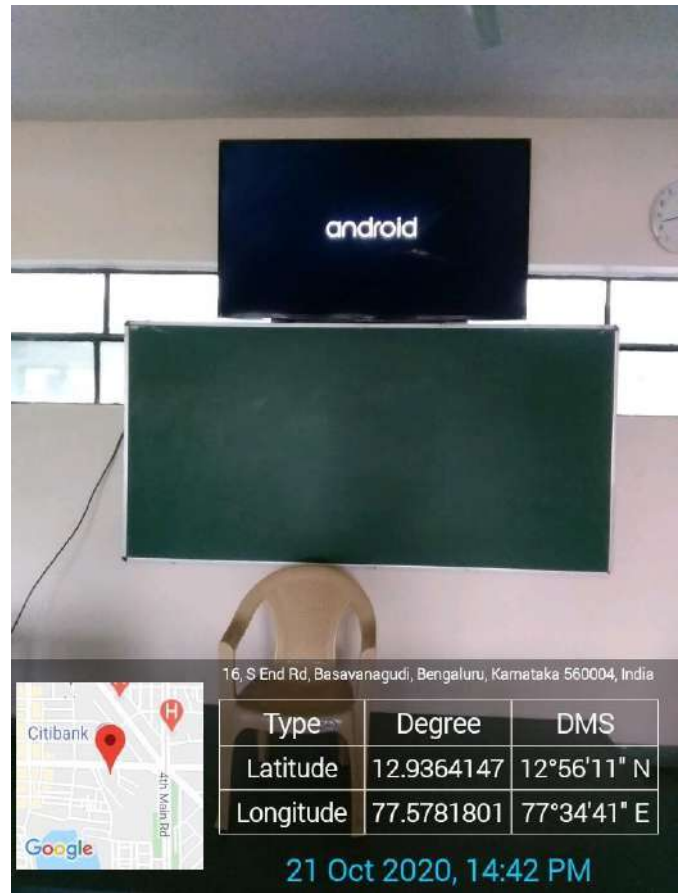 android
16, S End Rd, Basavanagudi, Bengaluru, Karnataka 560004, India
Citibank
H
4th Main Rd
Google
Type Degree DMS
Latitude 12.9364147 12°56'11" N
Longitude 77.5781801 77°34'41" E
21 Oct 2020, 14:42 PM